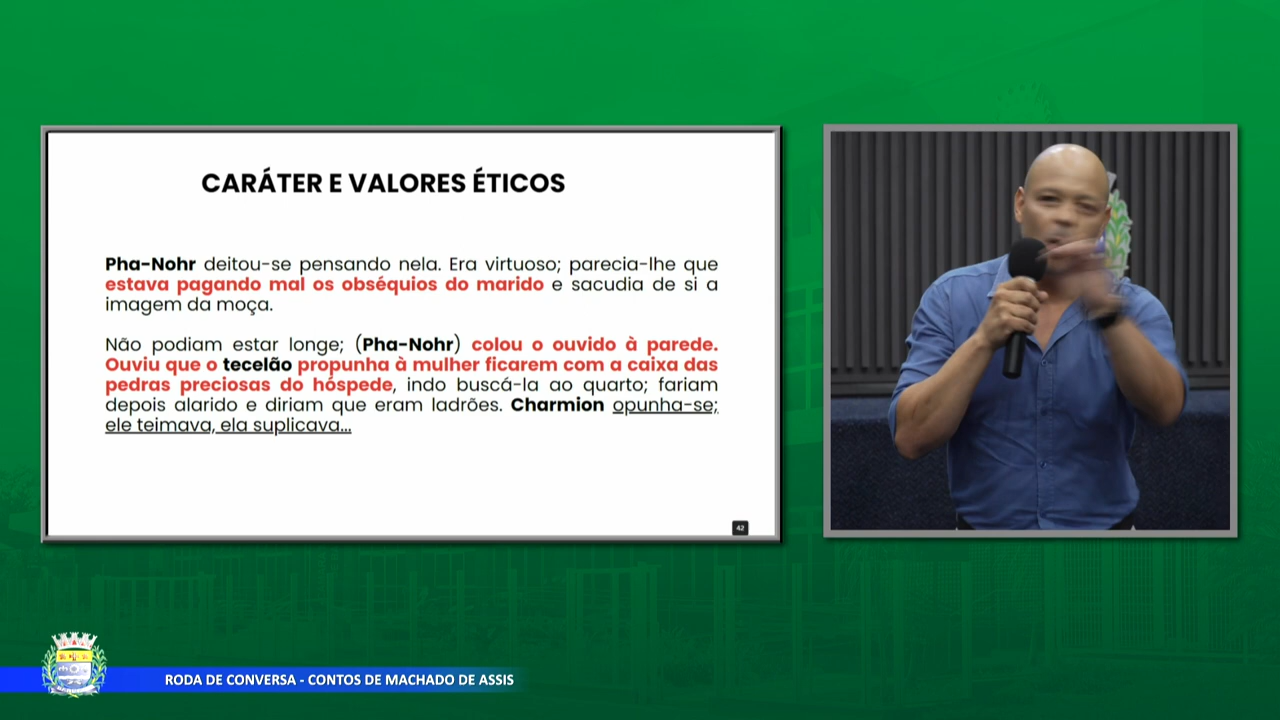 CARÁTER E VALORES ÉTICOS
Pha-Nohr deitou-se pensando nela. Era virtuoso; parecia-lhe que
estava pagando mal os obséquios do marido e sacudia de si a
imagem da moça.
Não podiam estar longe; (Pha-Nohr) colou o ouvido à parede.
Ouviu que o tecelão propunha à mulher ficarem com a caixa das
pedras preciosas do hóspede, indo buscá-la ao quarto; fariam
depois alarido e diriam que eram ladrões. Charmion opunha-se;
ele teimava, ela suplicava...
42
RODA DE CONVERSA - CONTOS DE MACHADO DE ASSIS